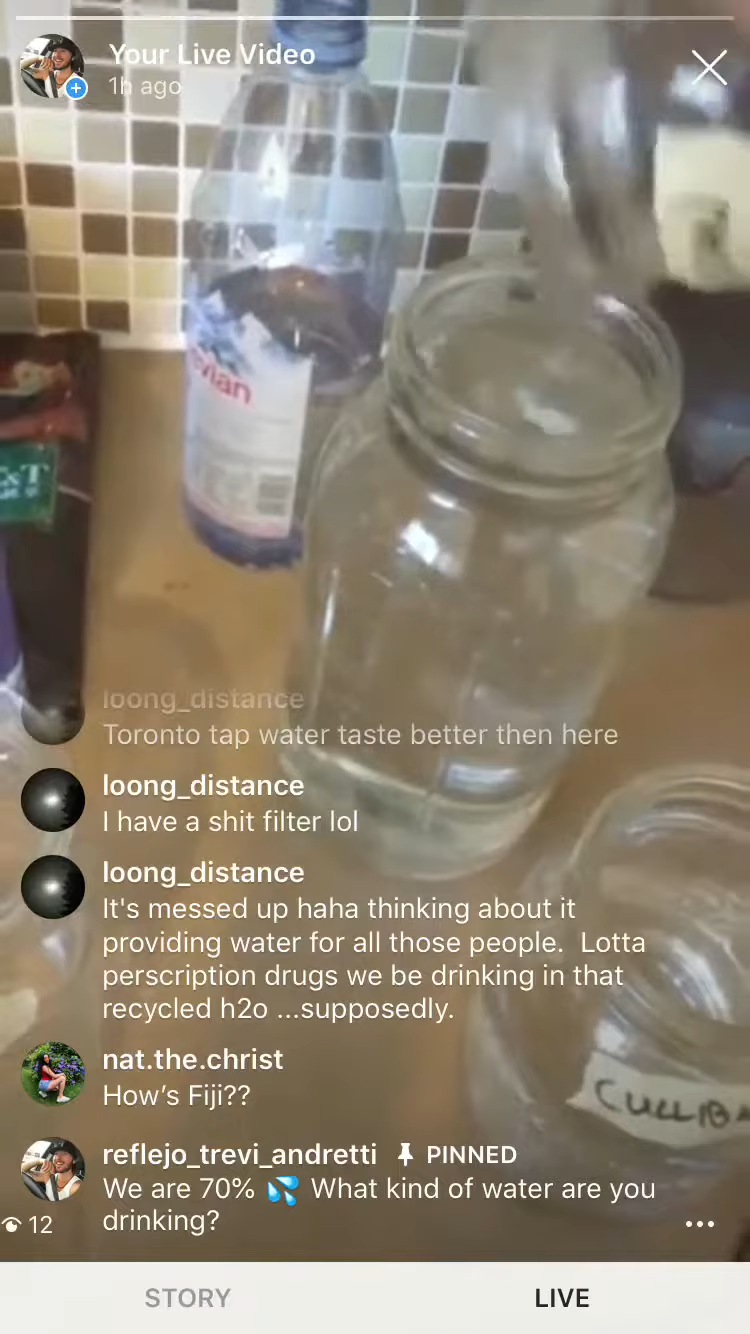 Your Live Video
1h ago
evian
&T
loong_distance
Toronto tap water taste better then here
loong_distance
I have a shit filter lol
loong_distance
It's messed up haha thinking about it
providing water for all those people. Lotta
perscription drugs we be drinking in that
recycled h2o ...supposedly.
nat.the.christ
How's Fiji??
CULLIBA
reflejo_trevi_andretti PINNED
We are 70% 💦 What kind of water are you
drinking?
12
STORY
LIVE